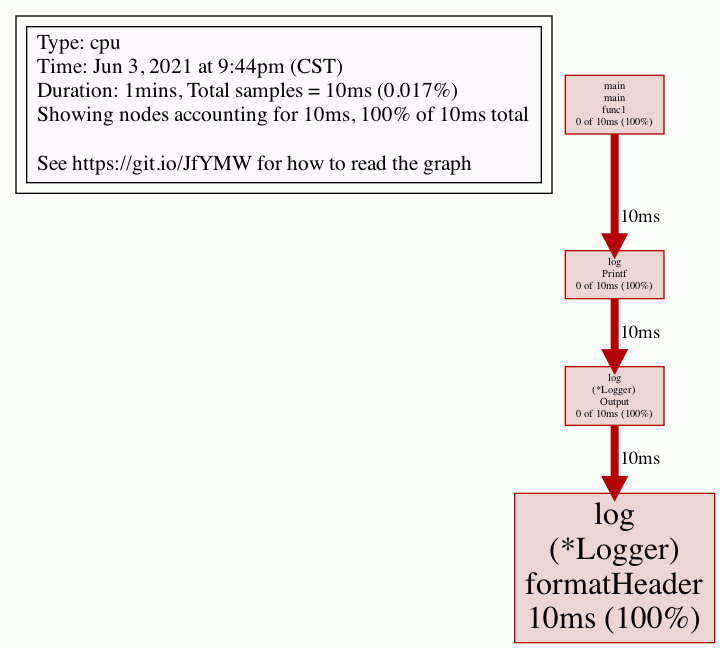 Type: cpu
Time: Jun 3, 2021 at 9:44pm (CST)
Duration: 1mins, Total samples = 10ms (0.017%)
Showing nodes accounting for 10ms, 100% of 10ms total
See https://git.io/JfYMW for how to read the graph
main
main
func1
0 of 10ms (100%)
10ms
log
Printf
0 of 10ms (100%)
10ms
log
(*Logger)
Output
0 of 10ms (100%)
10ms
log
(*Logger)
formatHeader
10ms (100%)